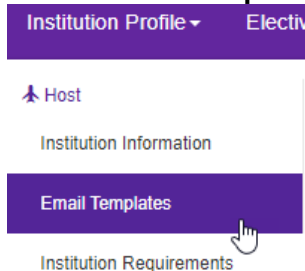 Institution Profile Electiv
Host
Institution Information
Email Templates
Institution Requirements